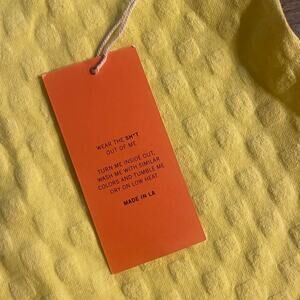 WEAR THE SH*T
OUT OF ME.
TURN ME INSIDE OUT,
WASH ME WITH SIMILAR
COLORS AND TUMBLE ME
DRY ON LOW HEAT.
MADE IN LA